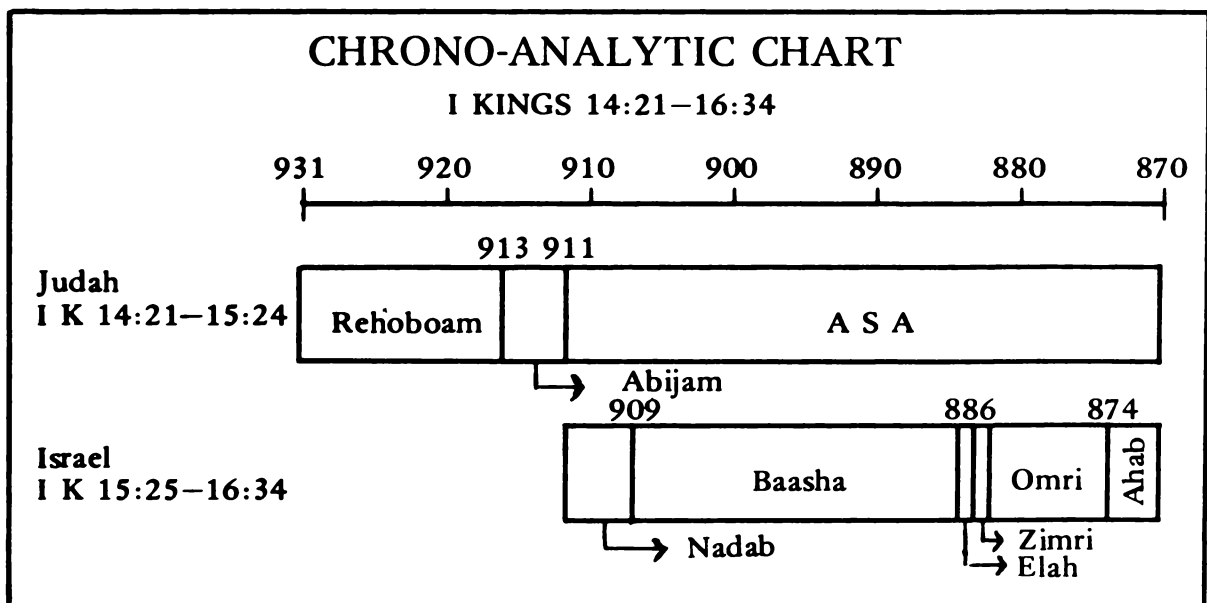 CHRONO-ANALYTIC CHART
I KINGS 14:21–16:34
931 920 910 900 890 880 870
913 911
Judah
I K 14:21–15:24
Rehoboam
A S A
Abijam
909 886 874
Israel
I K 15:25–16:34
Baasha
Omri
Ahab
Nadab
Zimri
Elah